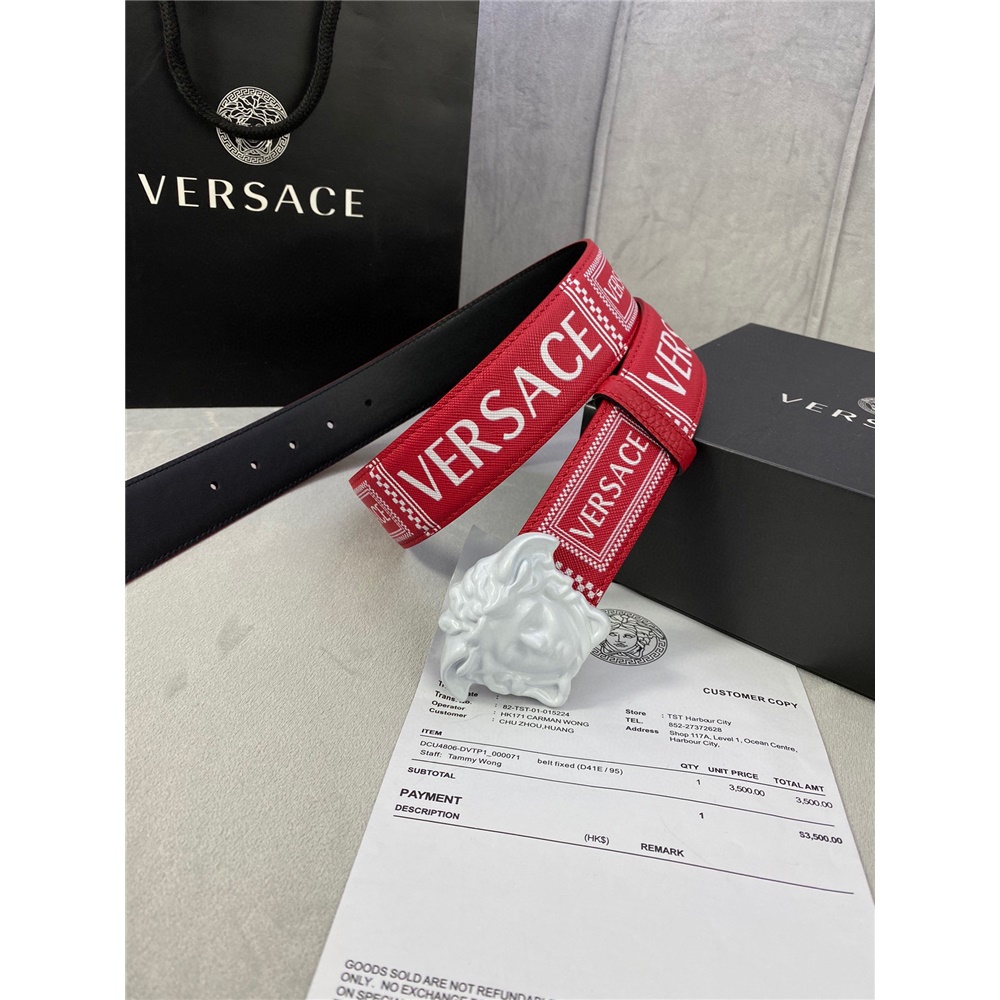 VERSACE
VERSACE
VERSACE
VERSACE
VERSACE
CUSTOMER COPY
Trans.
Operator : 82-TST-01-015224
Customer : HK171 CARMAN WONG
CHU ZHOU,HUANG
Store : TST Harbour City
TEL. 852-27372628
Address Shop 117A, Level 1, Ocean Centre,
Harbour City,
ITEM QTY UNIT PRICE TOTAL AMT
DCU4806-DVTP1_000071 belt fixed (D41E / 95) 1 3,500.00 3,500.00
Staff: Tammy Wong
SUBTOTAL 1 $3,500.00
PAYMENT
DESCRIPTION (HK$) REMARK
GOODS SOLD ARE NOT REFUNDABL
ONLY. NO EXCHANGE
ON SPECIAL